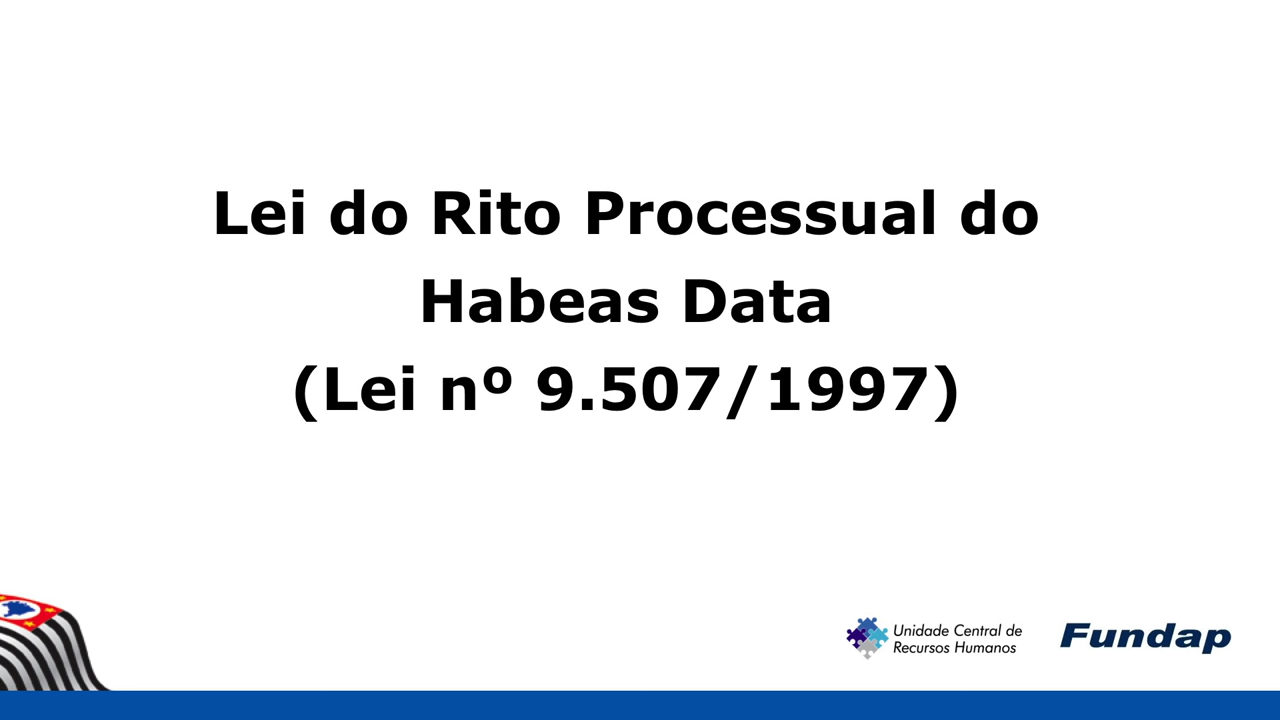 Lei do Rito Processual do
Habeas Data
(Lei nº 9.507/1997)
Unidade Central de
Recursos Humanos
Fundap